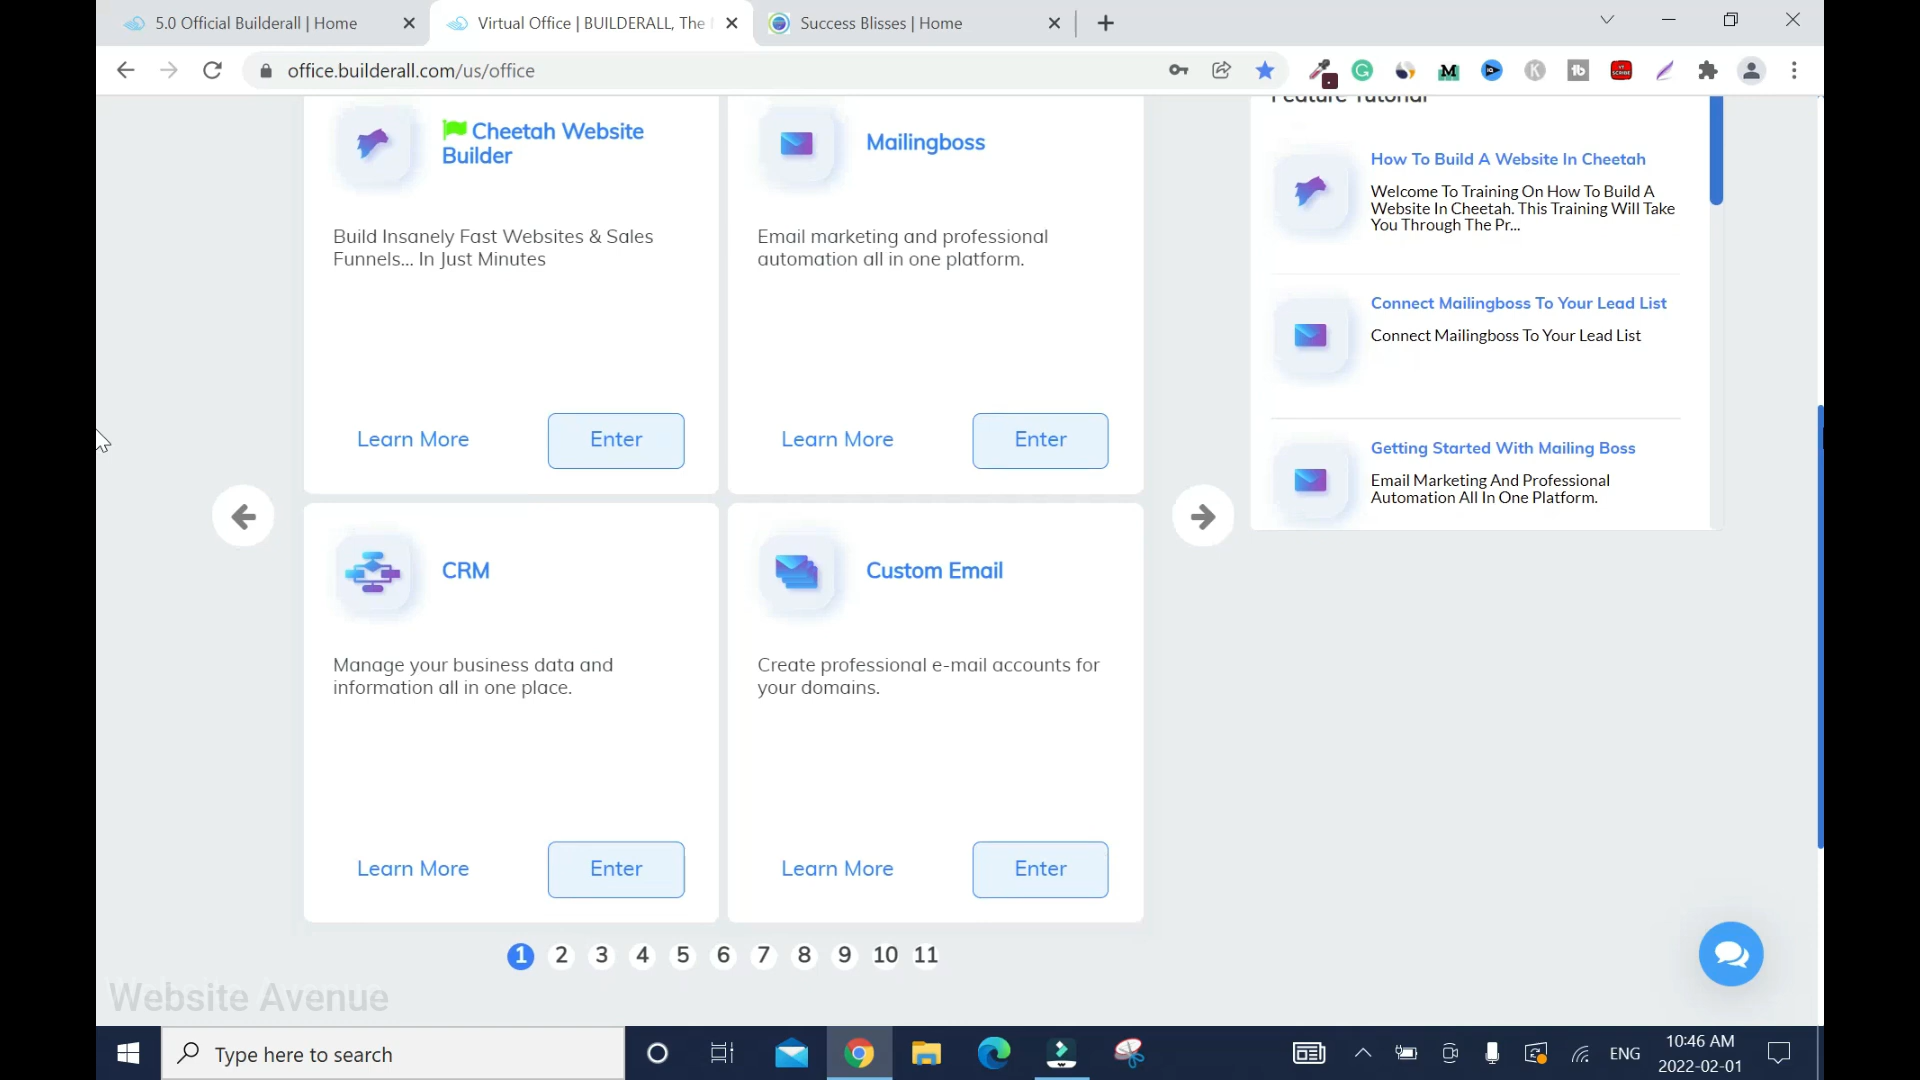 5.0 Official Builderall | Home
Virtual Office | BUILDERALL, The
Success Blisses | Home
office.builderall.com/us/office
Cheetah Website
Builder
Build Insanely Fast Websites & Sales
Funnels... In Just Minutes
Learn More
Enter
Mailingboss
Email marketing and professional
automation all in one platform.
Learn More
Enter
CRM
Manage your business data and
information all in one place.
Learn More
Enter
Custom Email
Create professional e-mail accounts for
your domains.
Learn More
Enter
1 2 3 4 5 6 7 8 9 10 11
Feature Tutorial
How To Build A Website In Cheetah
Welcome To Training On How To Build A
Website In Cheetah. This Training Will Take
You Through The Pr...
Connect Mailingboss To Your Lead List
Connect Mailingboss To Your Lead List
Getting Started With Mailing Boss
Email Marketing And Professional
Automation All In One Platform.
Website Avenue
Type here to search
ENG
10:46 AM
2022-02-01